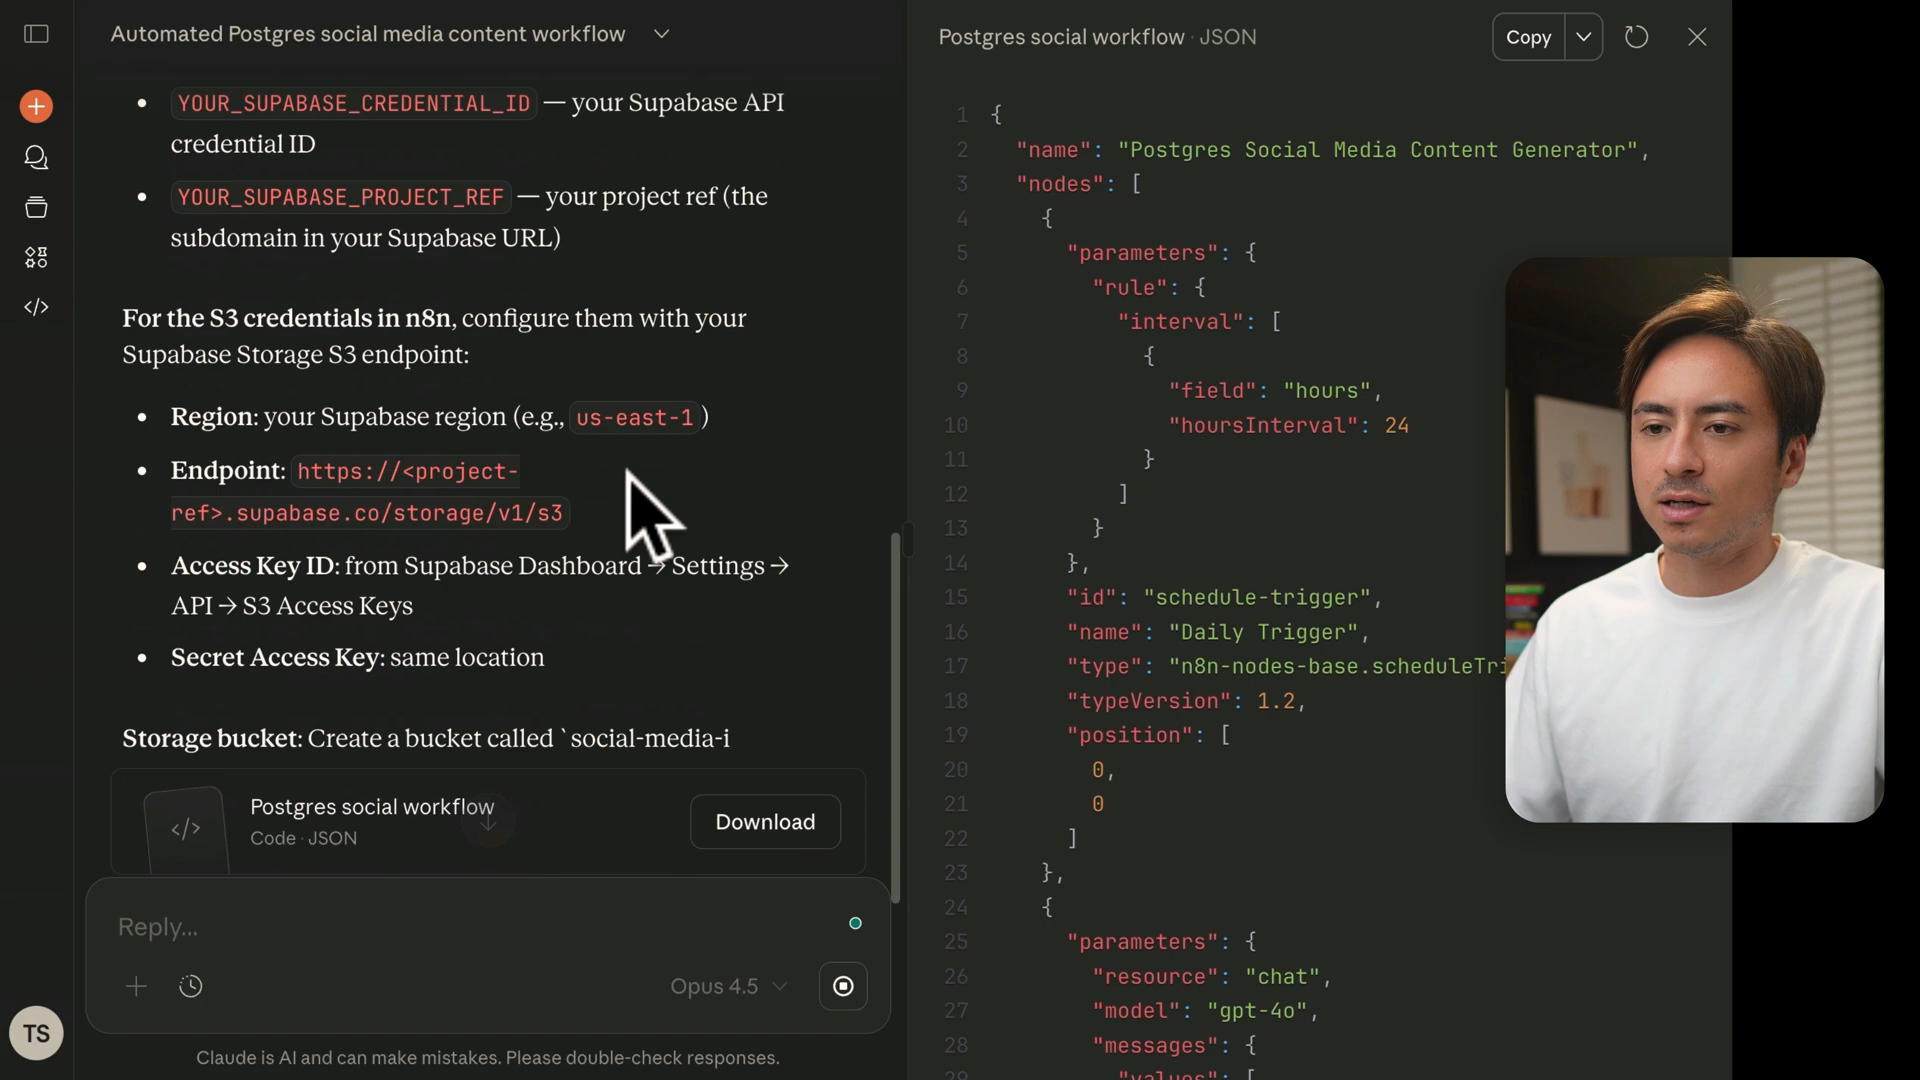 Automated Postgres social media content workflow
YOUR_SUPABASE_CREDENTIAL_ID — your Supabase API
credential ID
YOUR_SUPABASE_PROJECT_REF — your project ref (the
subdomain in your Supabase URL)
For the S3 credentials in n8n, configure them with your
Supabase Storage S3 endpoint:
Region: your Supabase region (e.g., us-east-1)
Endpoint: https://<project-
ref>.supabase.co/storage/v1/s3
Access Key ID: from Supabase Dashboard → Settings →
API → S3 Access Keys
Secret Access Key: same location
Storage bucket: Create a bucket called `social-media-i
Postgres social workflow
Code · JSON
Download
Reply...
Opus 4.5
TS
Claude is AI and can make mistakes. Please double-check responses.
Postgres social workflow · JSON
Copy
1 {
2 "name": "Postgres Social Media Content Generator",
3 "nodes": [
4 {
5 "parameters": {
6 "rule": {
7 "interval": [
8 {
9 "field": "hours",
10 "hoursInterval": 24
11 }
12 ]
13 }
14 },
15 "id": "schedule-trigger",
16 "name": "Daily Trigger",
17 "type": "n8n-nodes-base.scheduleTri
18 "typeVersion": 1.2,
19 "position": [
20 0,
21 0
22 ]
23 },
24 {
25 "parameters": {
26 "resource": "chat",
27 "model": "gpt-4o",
28 "messages": {
29 "values": [